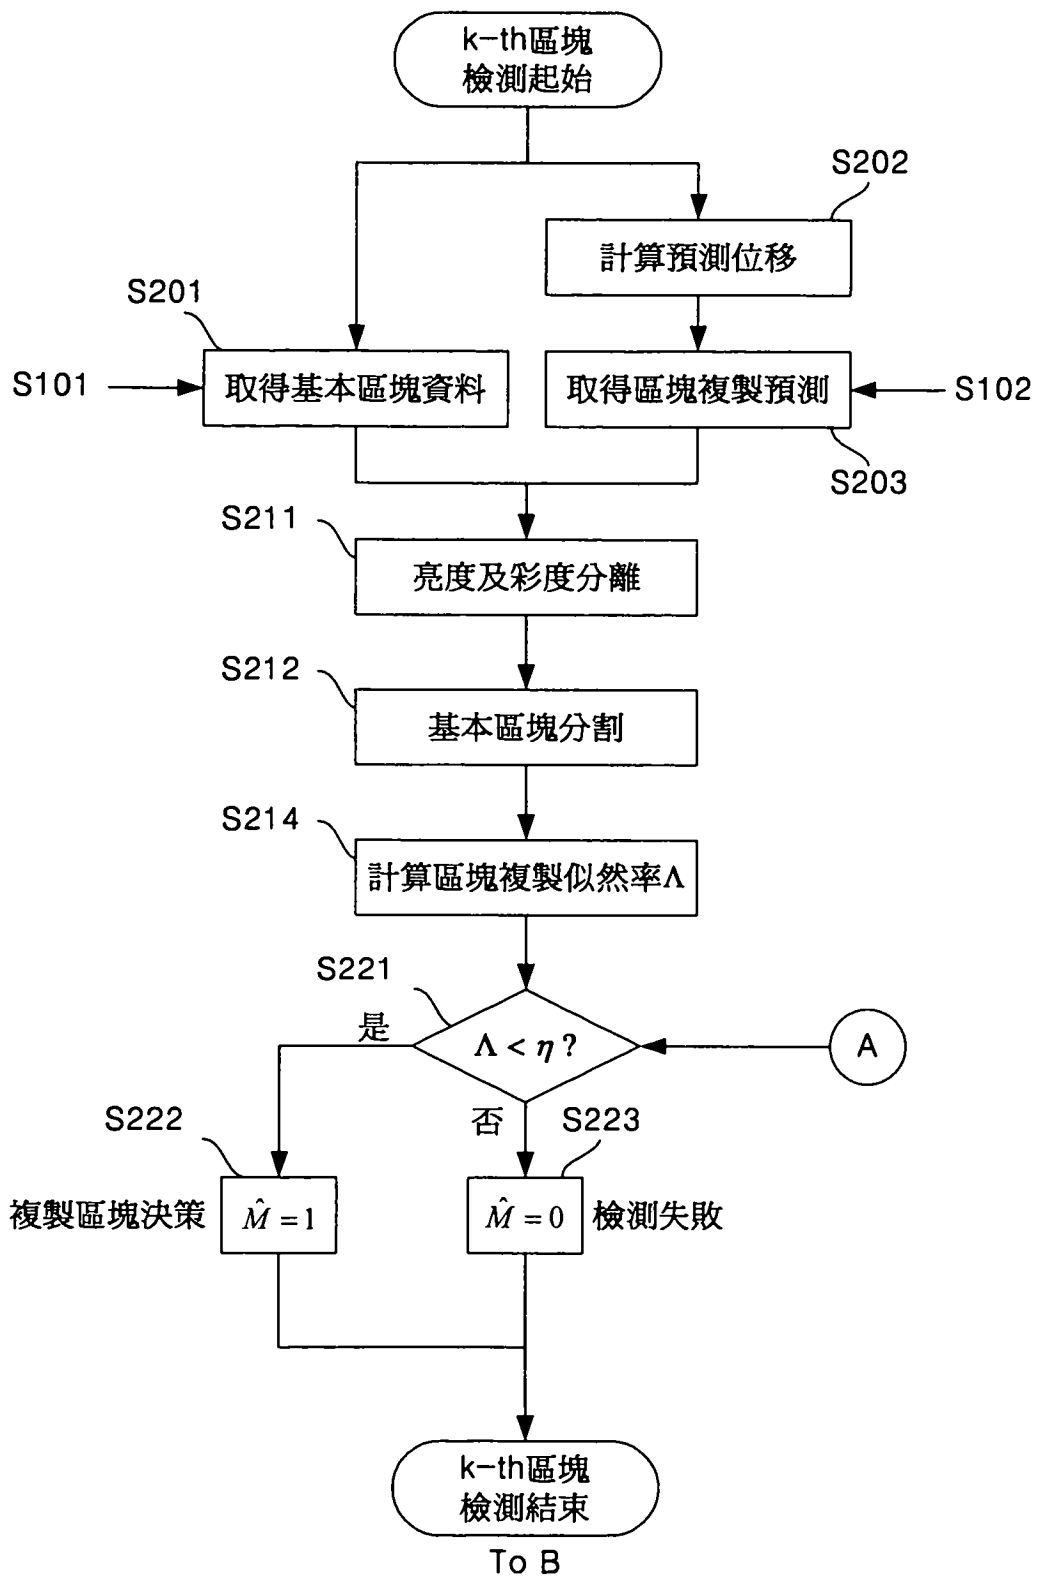 k-th區塊
檢測起始
S202
計算預測位移
S201
S101
取得基本區塊資料
取得區塊複製預測
S102
S203
S211
亮度及彩度分離
S212
基本區塊分割
S214
計算區塊複製似然率Λ
S221
是
Λ < η ?
A
否
S222
S223
複製區塊決策
M̂ = 1
M̂ = 0
檢測失敗
k-th區塊
檢測結束
To B